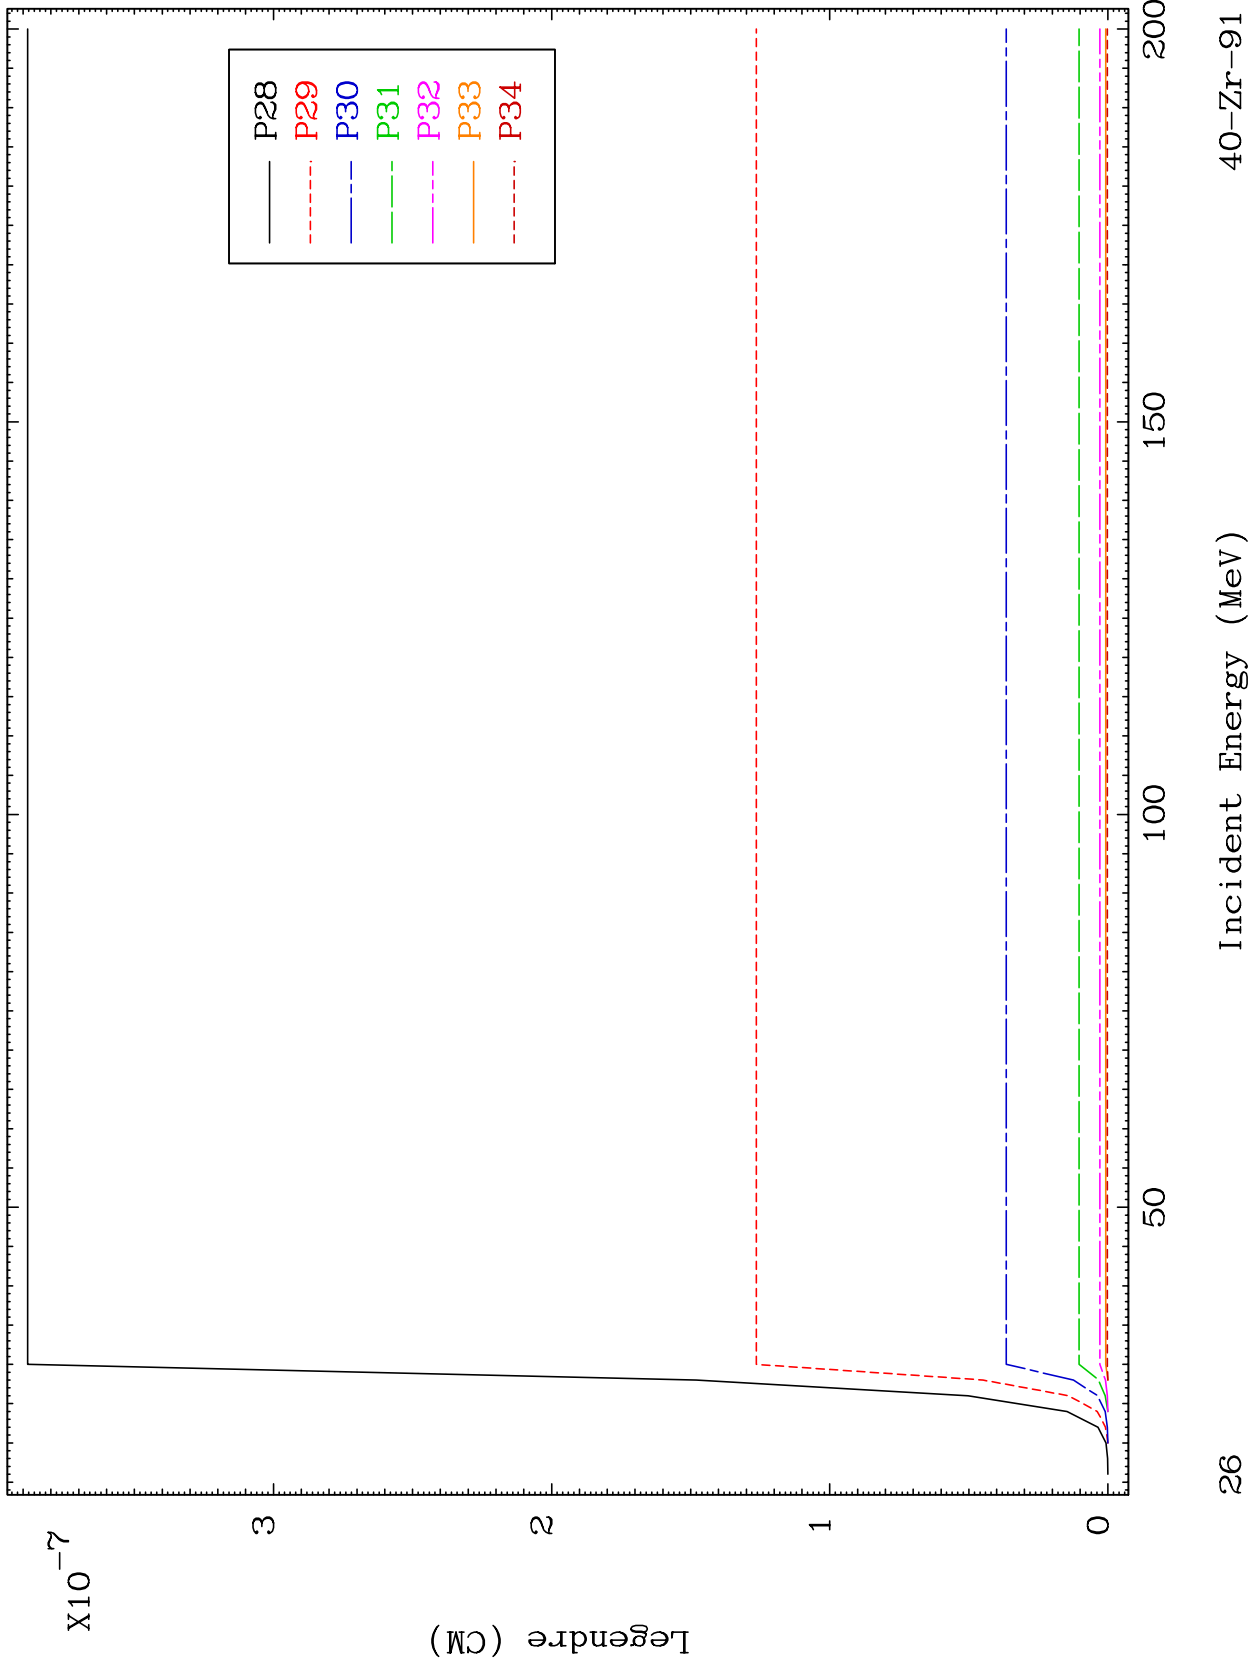 X10-7
3
2
1
0
Legendre (CM)
P28
P29
P30
P31
P32
P33
P34
50
100
150
200
Incident Energy (MeV)
26
40-Zr-91